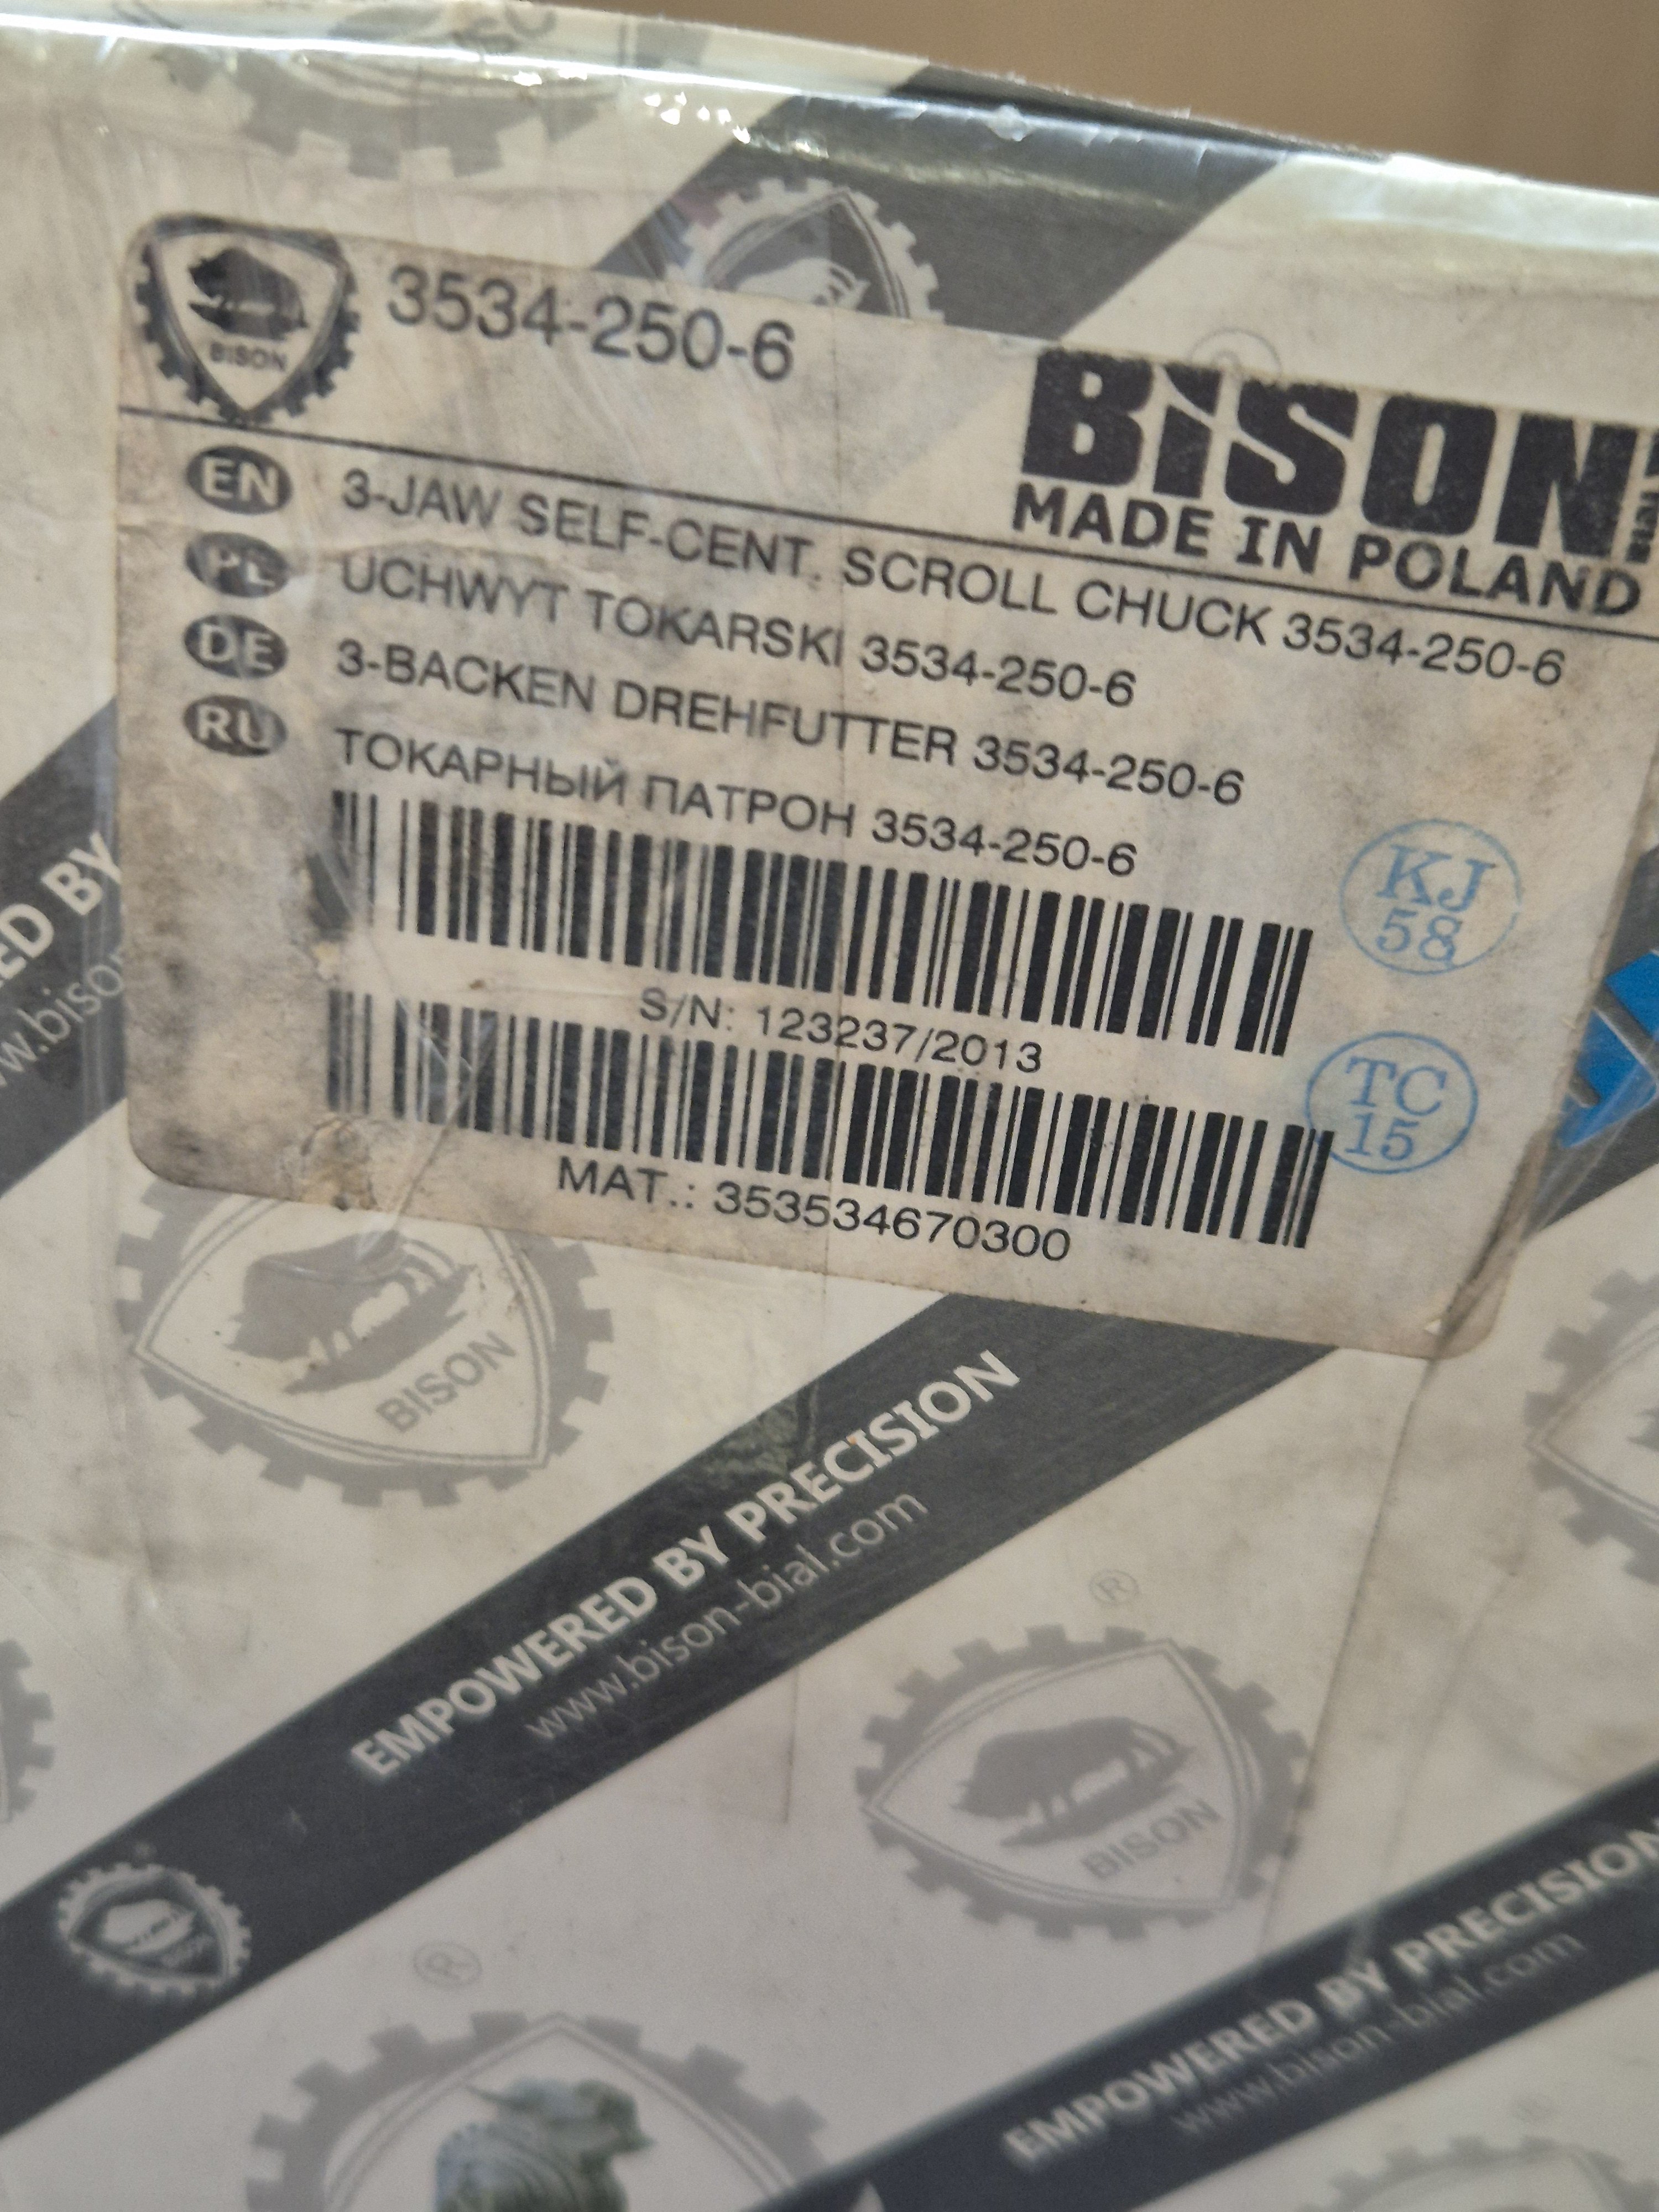 BISON
3534-250-6
BISON
MADE IN POLAND
EN 3-JAW SELF-CENT. SCROLL CHUCK 3534-250-6
PL UCHWYT TOKARSKI 3534-250-6
DE 3-BACKEN DREHFUTTER 3534-250-6
RU ТОКАРНЫЙ ПАТРОН 3534-250-6
KJ
58
S/N: 123237/2013
TC
15
MAT.: 353534670300
BY
BISON
EMPOWERED BY PRECISION
www.bison-bial.com
®
BISON
®
EMPOWERED BY PRECISION
www.bison-bial.com